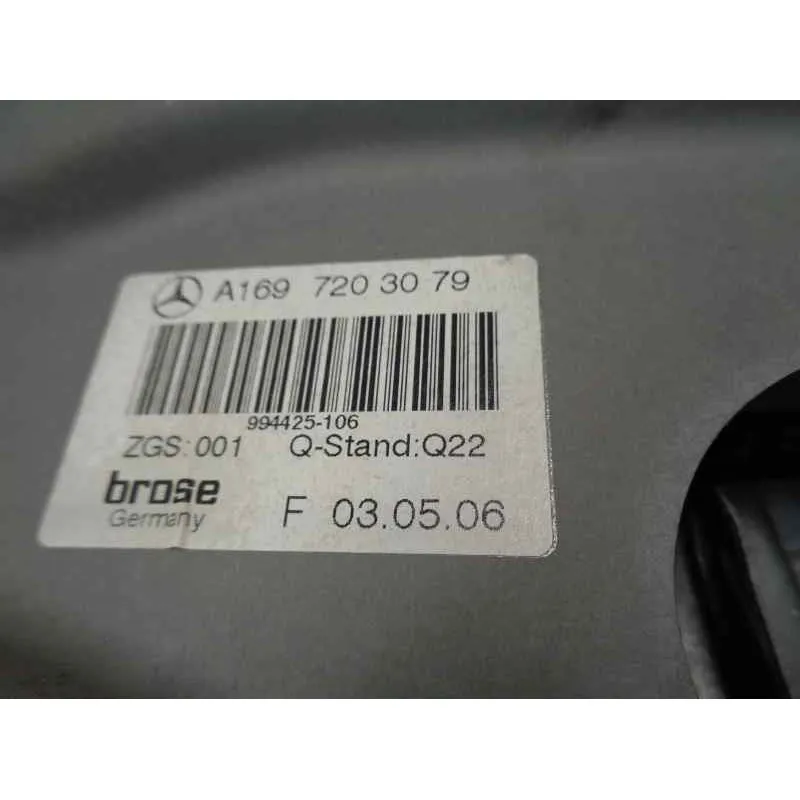 A169 720 30 79
994425-106
ZGS:001 Q-Stand:Q22
brose
Germany
F 03.05.06